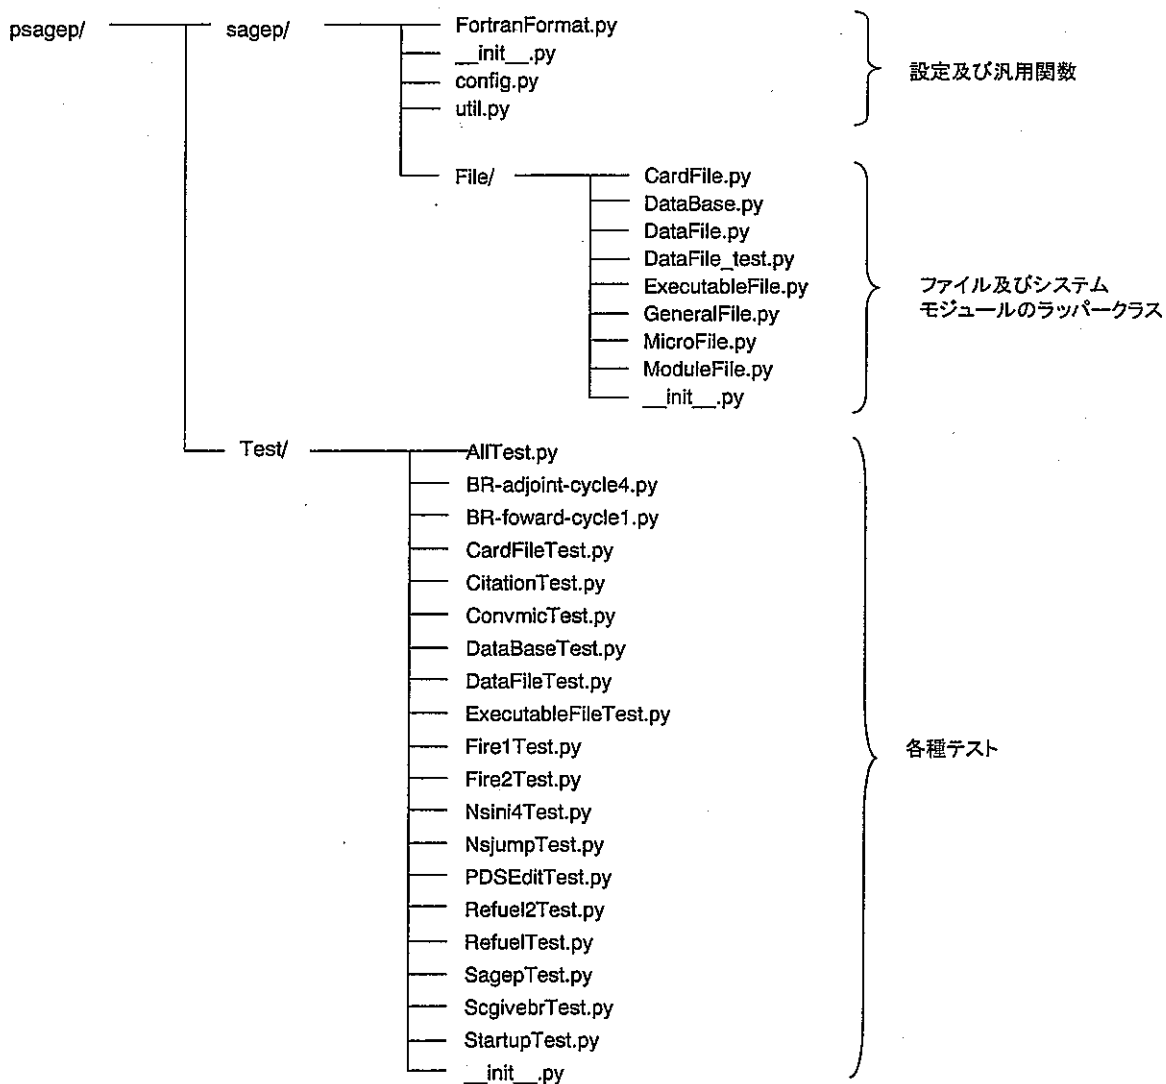 psagep/
sagep/
FortranFormat.py
__init__.py
config.py
util.py
設定及び汎用関数
File/
CardFile.py
DataBase.py
DataFile.py
DataFile_test.py
ExecutableFile.py
GeneralFile.py
MicroFile.py
ModuleFile.py
__init__.py
ファイル及びシステム
モジュールのラッパークラス
Test/
AllTest.py
BR-adjoint-cycle4.py
BR-foward-cycle1.py
CardFileTest.py
CitationTest.py
ConvmicTest.py
DataBaseTest.py
DataFileTest.py
ExecutableFileTest.py
Fire1Test.py
Fire2Test.py
Nsini4Test.py
NsjumpTest.py
PDSEditTest.py
Refuel2Test.py
RefuelTest.py
SagepTest.py
ScgivebrTest.py
StartupTest.py
__init__.py
各種テスト